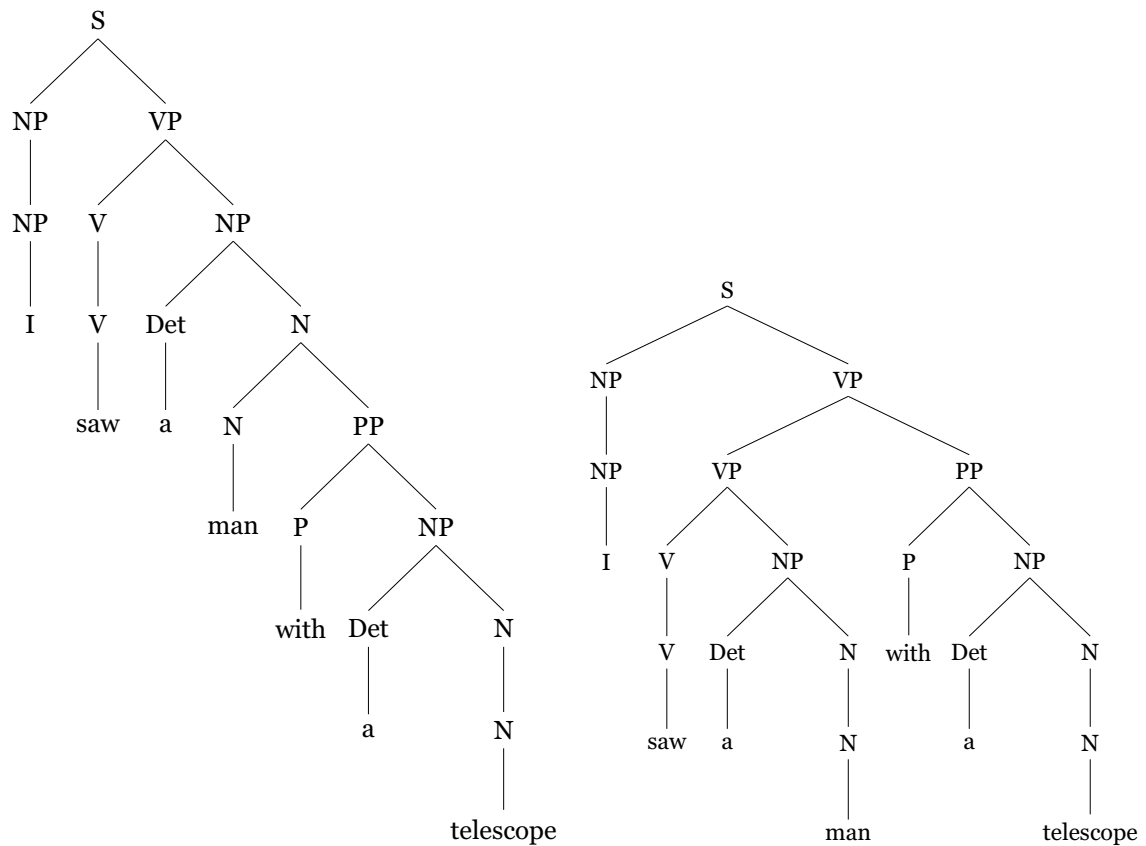 S
NP VP
NP V NP
I V Det N
saw a N PP
man P NP
with Det N
a N
telescope
S
NP VP
NP VP PP
I V NP P NP
V Det N with Det N
saw a N a N
man telescope